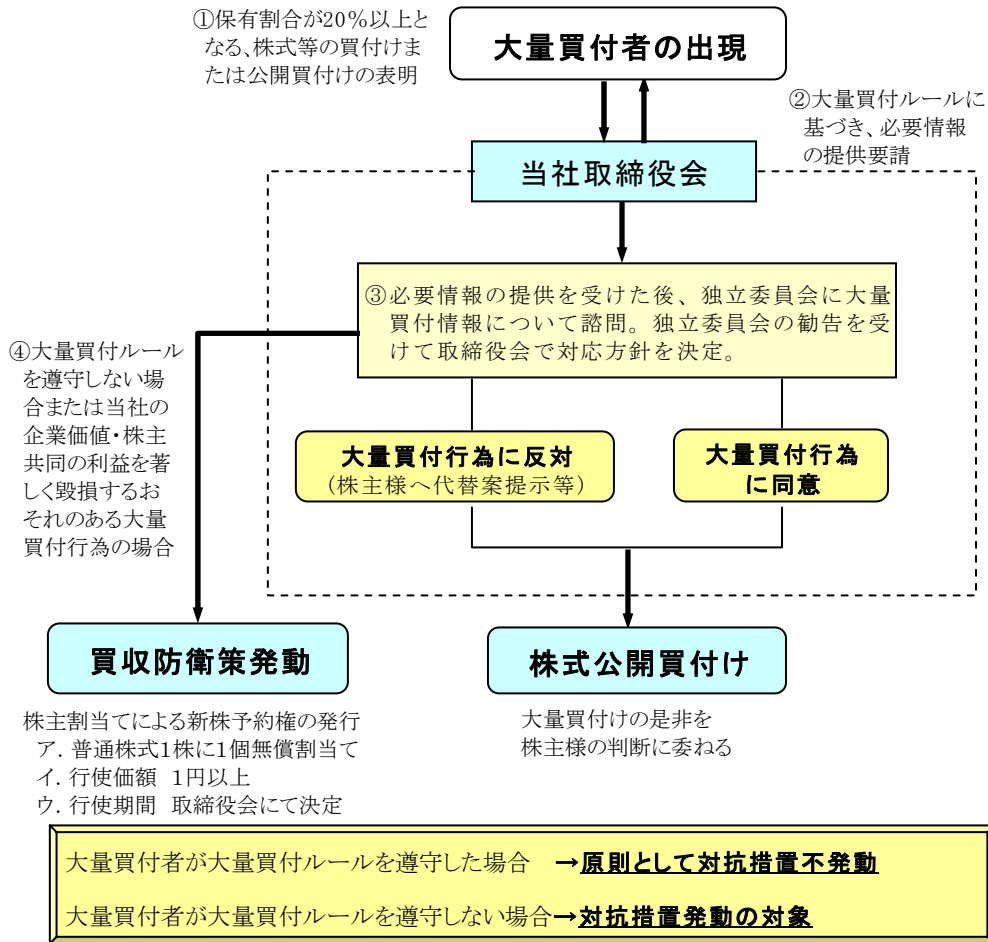 ①保有割合が20%以上と
なる、株式等の買付けま
たは公開買付けの表明
大量買付者の出現
②大量買付ルールに
基づき、必要情報
の提供要請
当社取締役会
③必要情報の提供を受けた後、独立委員会に大量
買付情報について諮問。独立委員会の勧告を受
けて取締役会で対応方針を決定。
④大量買付ルール
を遵守しない場
合または当社の
企業価値・株主
共同の利益を著
しく毀損するお
それのある大量
買付行為の場合
大量買付行為に反対
(株主様へ代替案提示等)
大量買付行為
に同意
買収防衛策発動
株式公開買付け
株主割当てによる新株予約権の発行
ア. 普通株式1株に1個無償割当て
イ. 行使価額 1円以上
ウ. 行使期間 取締役会にて決定
大量買付けの是非を
株主様の判断に委ねる
大量買付者が大量買付ルールを遵守した場合 →原則として対抗措置不発動
大量買付者が大量買付ルールを遵守しない場合→対抗措置発動の対象